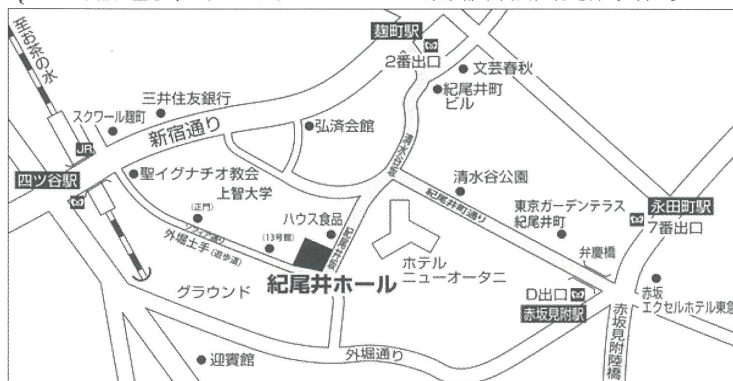 至お茶の水
麹町駅
2番出口
文芸春秋
紀尾井町
ビル
三井住友銀行
スクワール麹町
新宿通り
弘済会館
清水谷坂
JR
四ツ谷駅
聖イグナチオ教会
上智大学
清水谷公園
紀尾井町通り
東京ガーデンテラス
紀尾井町
永田町駅
7番出口
(正門)
ソフィア通り
外堀土手(遊歩道)
(13号館)
ハウス食品
紀尾井坂
ホテル
ニューオータニ
弁慶橋
紀尾井ホール
グラウンド
D出口
赤坂見附駅
赤坂
エクセルホテル東急
迎賓館
外堀通り
赤坂見附陸橋